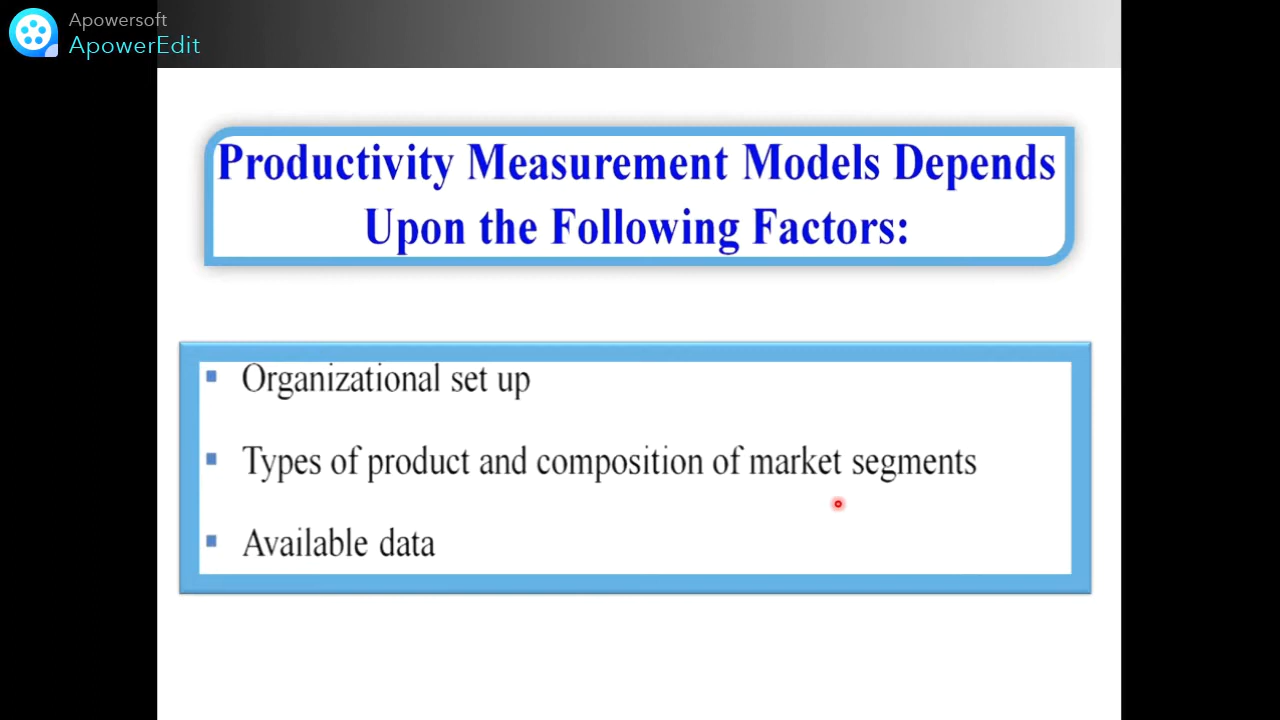 Apowersoft
ApowerEdit
Productivity Measurement Models Depends
Upon the Following Factors:
Organizational set up
Types of product and composition of market segments
Available data